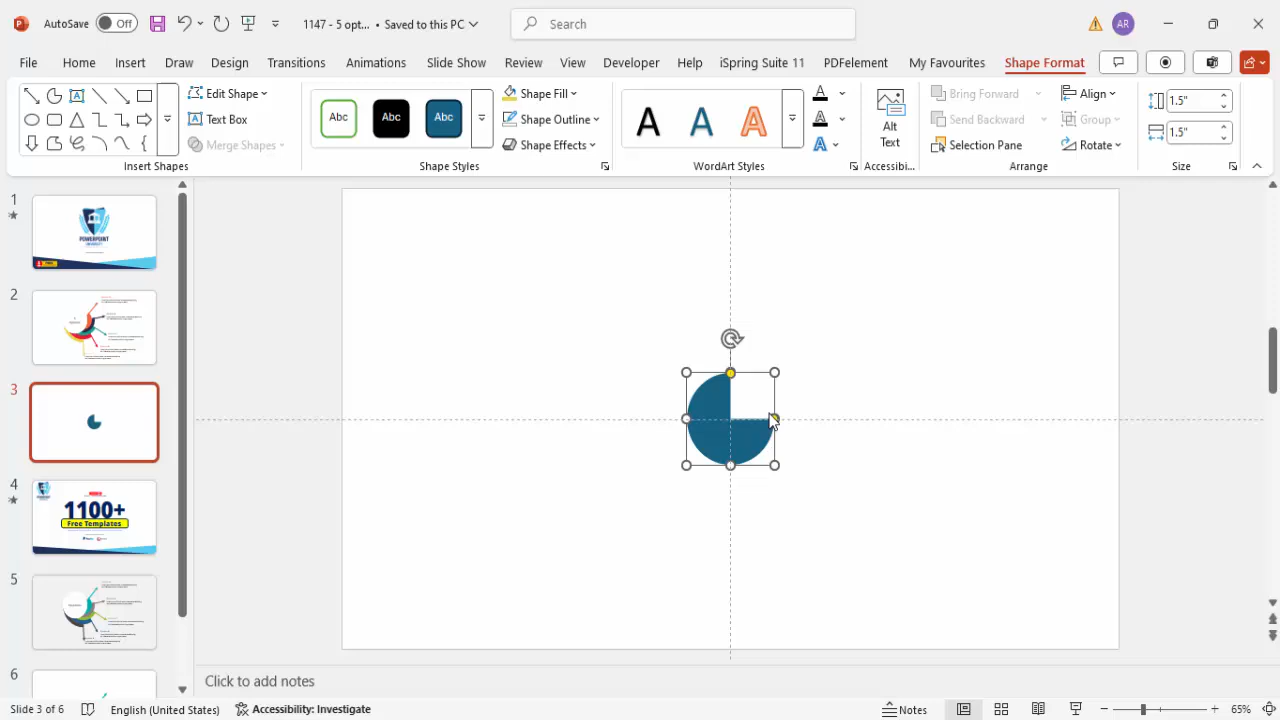 AutoSave Off 1147 - 5 opt... • Saved to this PC Search AR
File Home Insert Draw Design Transitions Animations Slide Show Review View Developer Help iSpring Suite 11 PDFelement My Favourites Shape Format
Edit Shape
Text Box
Merge Shapes
Insert Shapes
Abc Abc Abc
Shape Fill
Shape Outline
Shape Effects
Shape Styles
A A A A A A
WordArt Styles
Alt
Text
Accessibi...
Bring Forward
Send Backward
Selection Pane
Align
Group
Rotate
Arrange
1.5"
1.5"
Size
1
POWERPOINT
UNIVERSITY
2
3
4
1100+
Free Templates
5
6
Click to add notes
Slide 3 of 6 English (United States) Accessibility: Investigate Notes 65%